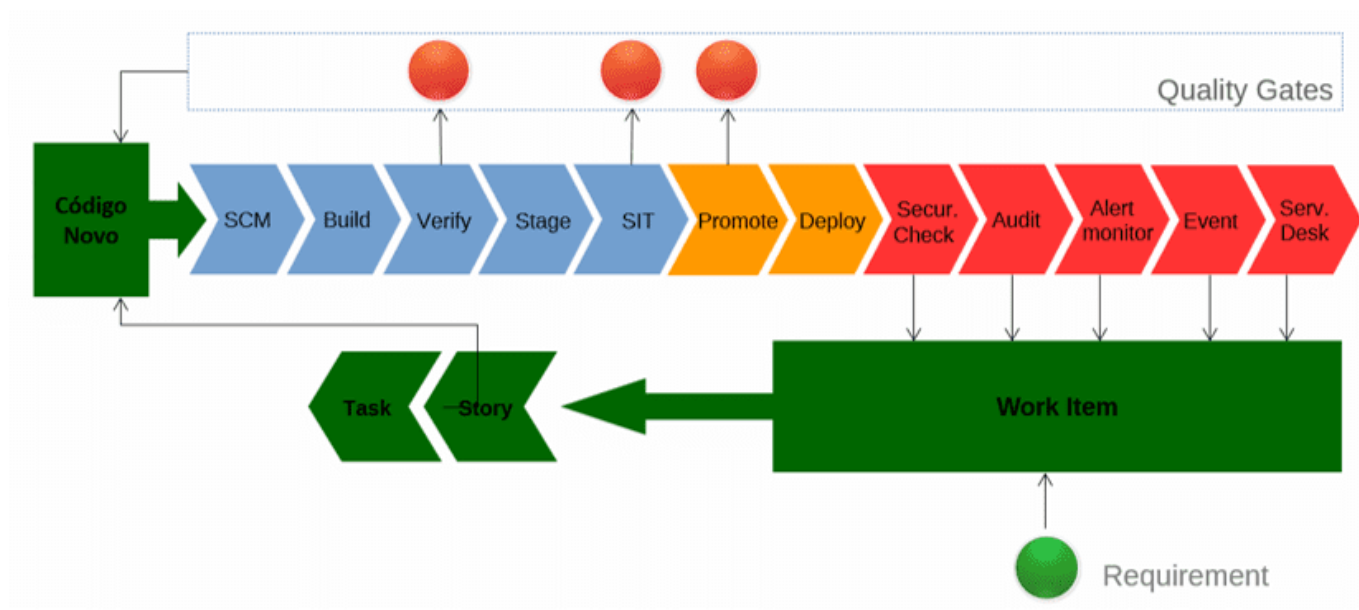 Quality Gates
Código
Novo
SCM
Build
Verify
Stage
SIT
Promote
Deploy
Secur.
Check
Audit
Alert
monitor
Event
Serv.
Desk
Task
Story
Work Item
Requirement